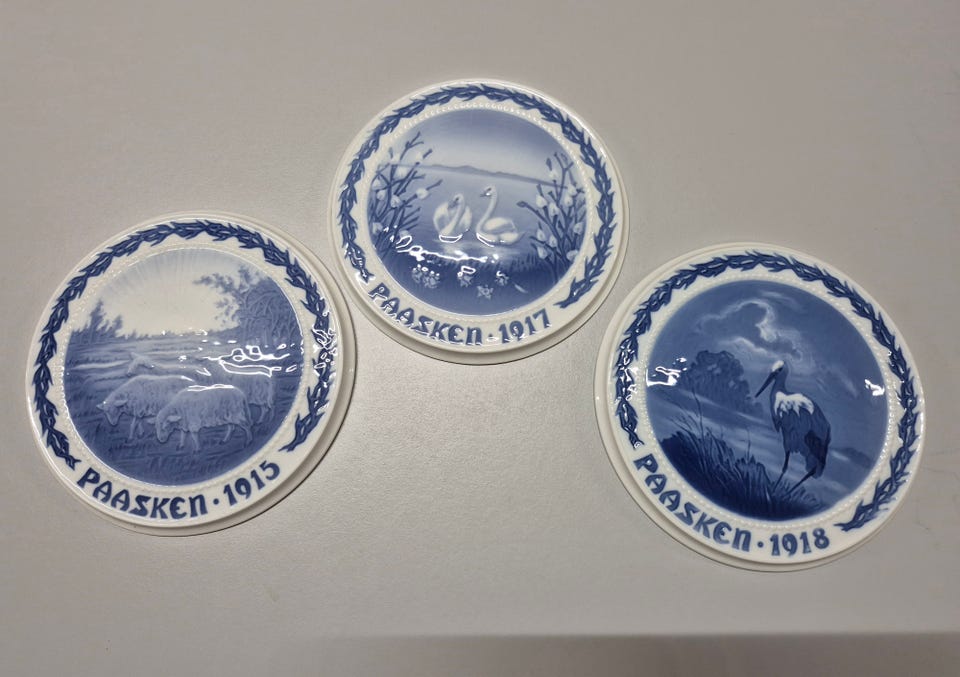 PAASKEN · 1915
PAASKEN · 1917
PAASKEN · 1918